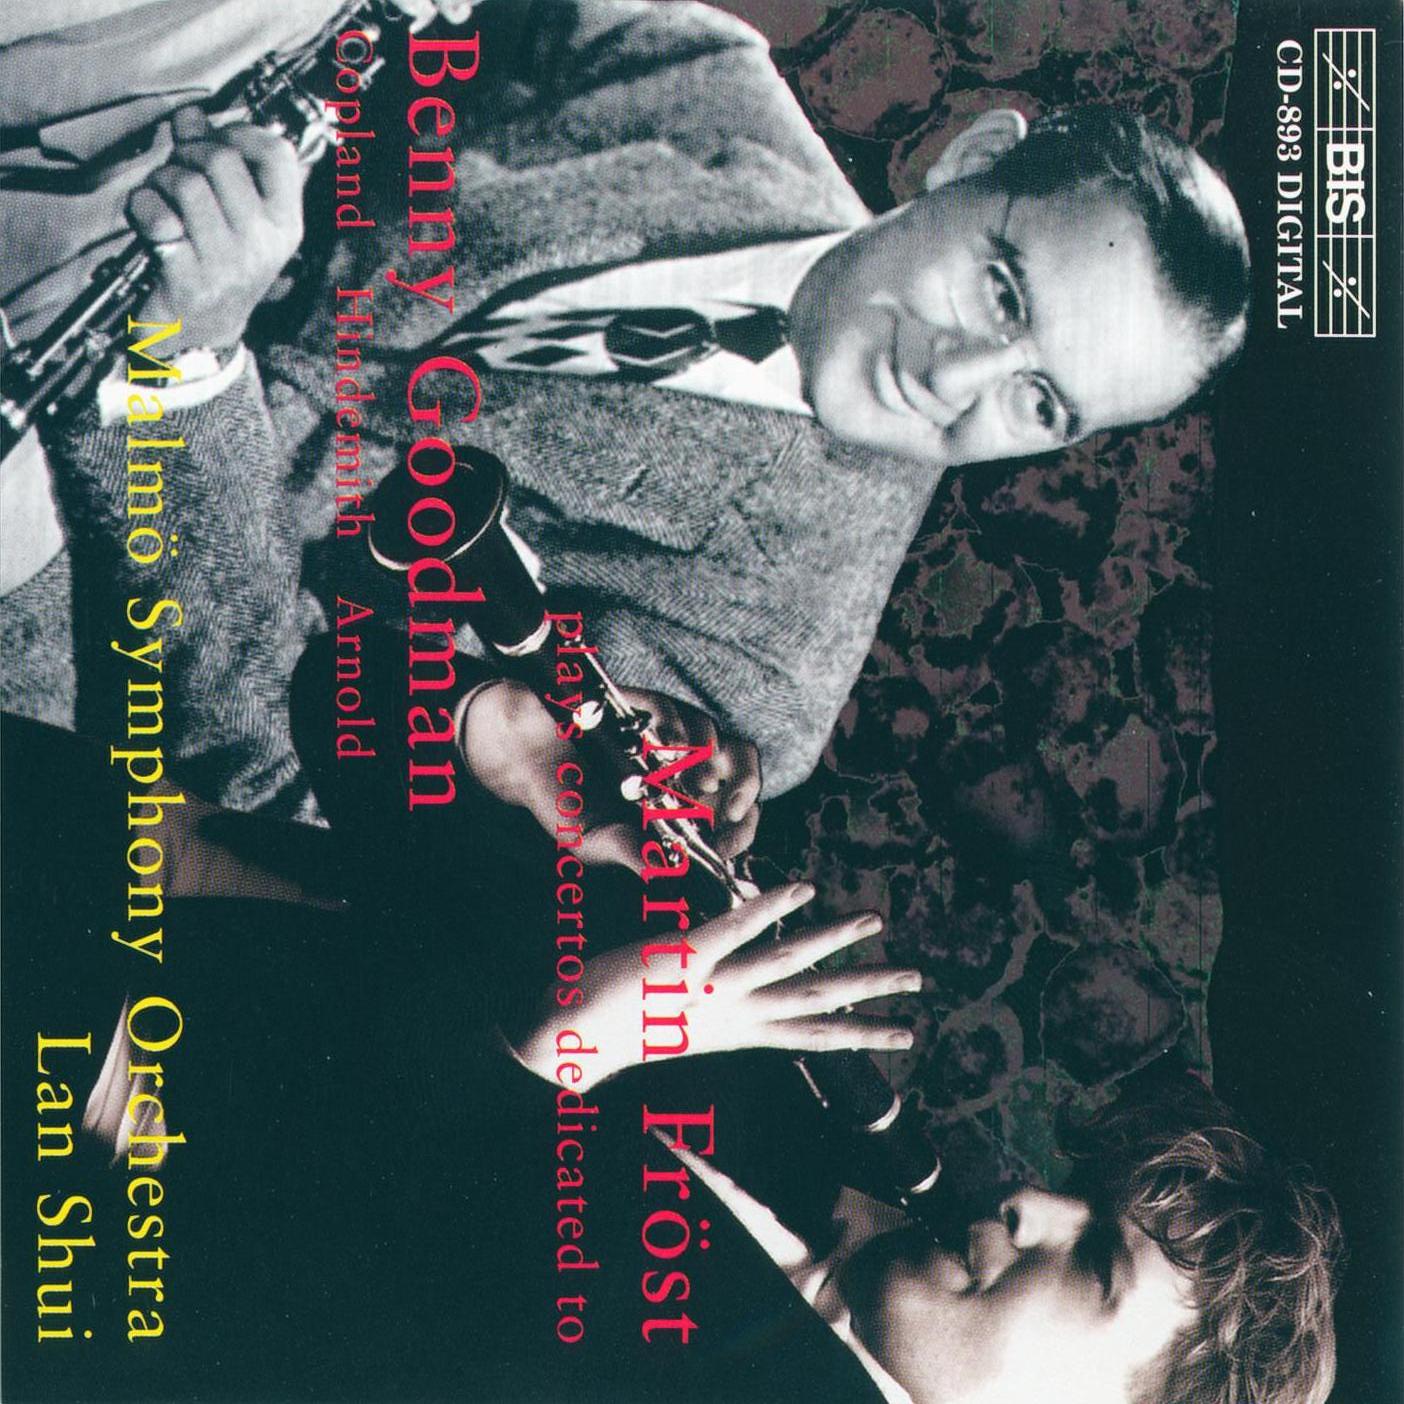 BIS
CD-893 DIGITAL
Martin Fröst
plays concertos dedicated to
Benny Goodman
Copland Hindemith Arnold
Malmö Symphony Orchestra
Lan Shui